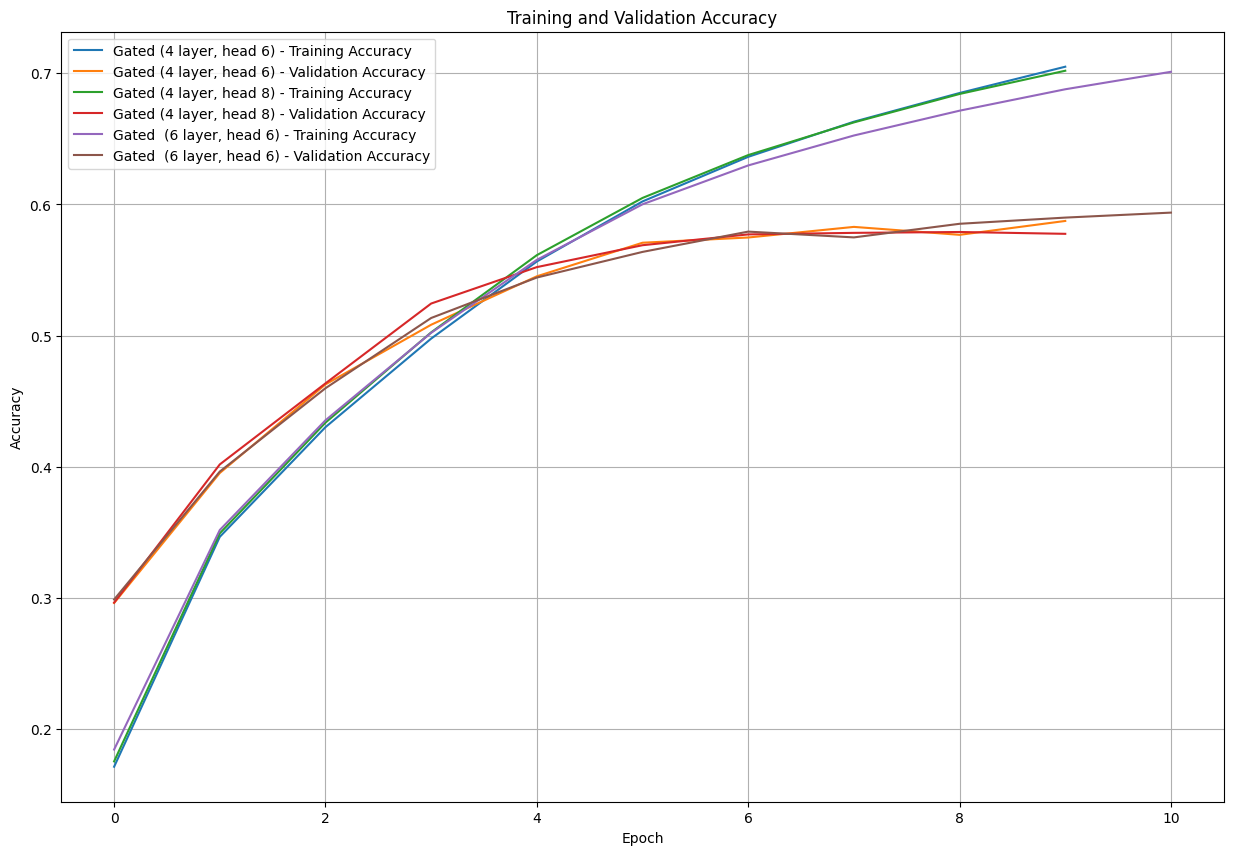 Training and Validation Accuracy
Gated (4 layer, head 6) - Training Accuracy
Gated (4 layer, head 6) - Validation Accuracy
Gated (4 layer, head 8) - Training Accuracy
Gated (4 layer, head 8) - Validation Accuracy
Gated  (6 layer, head 6) - Training Accuracy
Gated  (6 layer, head 6) - Validation Accuracy
0.7
0.6
0.5
0.4
0.3
0.2
Accuracy
0 2 4 6 8 10
Epoch